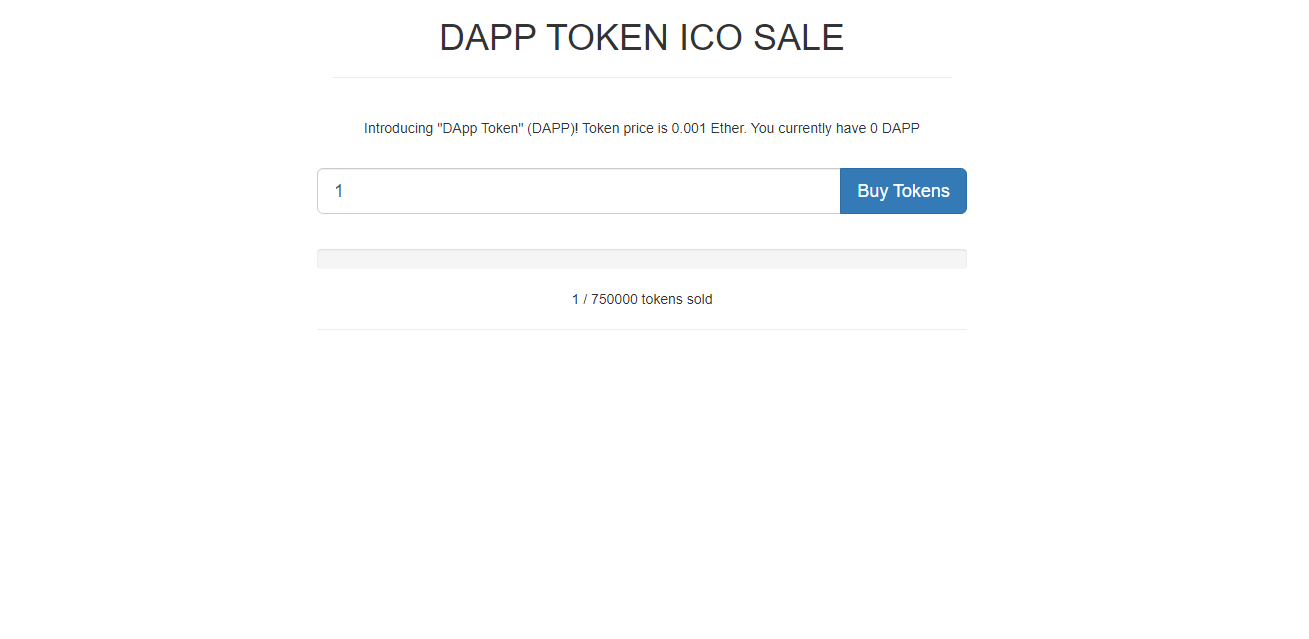 DAPP TOKEN ICO SALE
Introducing "DApp Token" (DAPP)! Token price is 0.001 Ether. You currently have 0 DAPP
1
Buy Tokens
1 / 750000 tokens sold